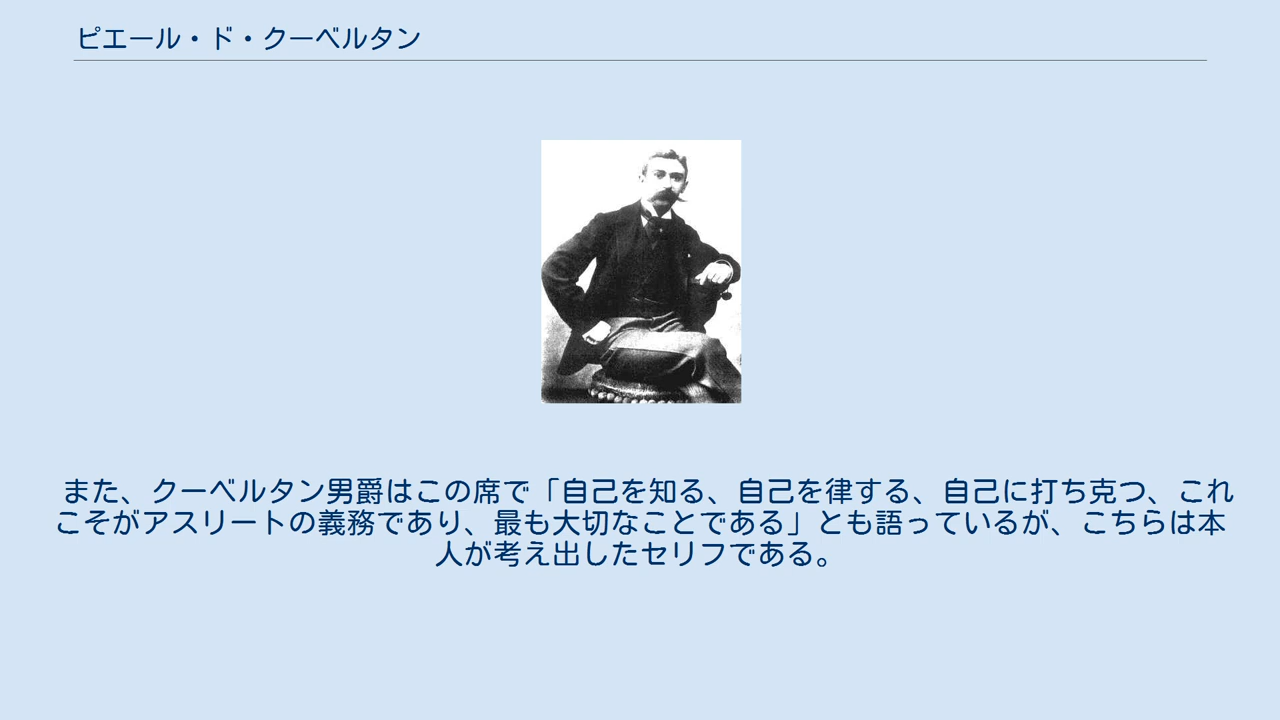 ピエール・ド・クーベルタン
また、クーベルタン男爵はこの席で「自己を知る、自己を律する、自己に打ち克つ、これ
こそがアスリートの義務であり、最も大切なことである」とも語っているが、こちらは本
人が考え出したセリフである。